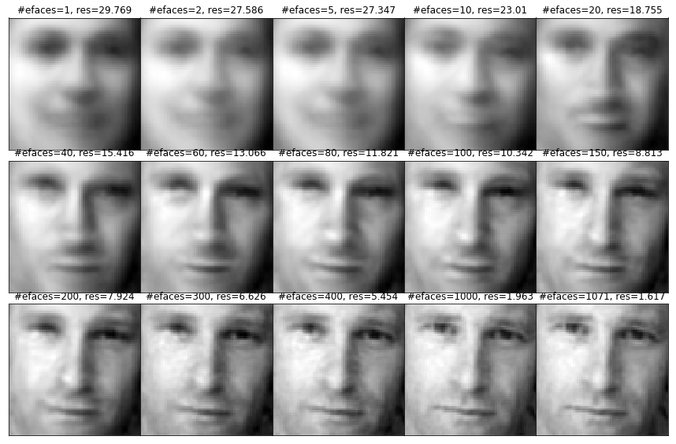 #efaces=1, res=29.769 #efaces=2, res=27.586 #efaces=5, res=27.347 #efaces=10, res=23.01 #efaces=20, res=18.755
#efaces=40, res=15.416 #efaces=60, res=13.066 #efaces=80, res=11.821 #efaces=100, res=10.342 #efaces=150, res=8.813
#efaces=200, res=7.924 #efaces=300, res=6.626 #efaces=400, res=5.454 #efaces=1000, res=1.963 #efaces=1071, res=1.617